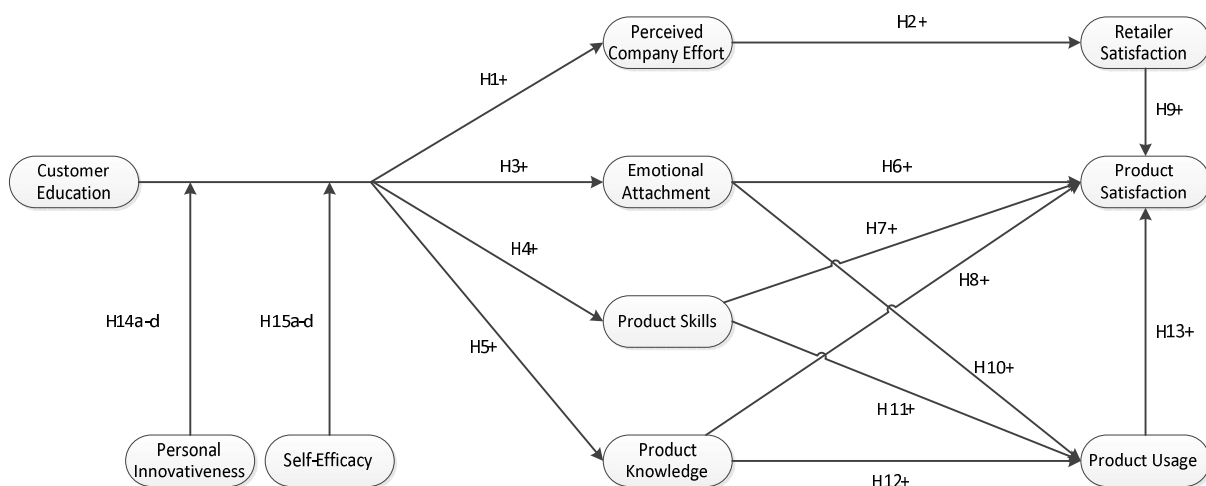 Perceived
Company Effort
H2+
Retailer
Satisfaction
H1+
H9+
Customer
Education
H3+
Emotional
Attachment
H6+
Product
Satisfaction
H7+
H4+
H8+
H14a-d
H15a-d
Product Skills
H5+
H13+
H10+
H11+
Personal
Innovativeness
Self-Efficacy
Product
Knowledge
H12+
Product Usage